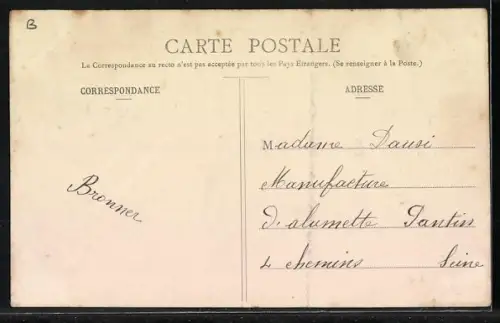 B
CARTE POSTALE
La Correspondance au recto n'est pas acceptée par tous les Pays Etrangers. (Se renseigner à la Poste.)
CORRESPONDANCE
ADRESSE
Bronner
Madame Dausi
Manufacture
d'alumette Pantin
4 chemins Seine